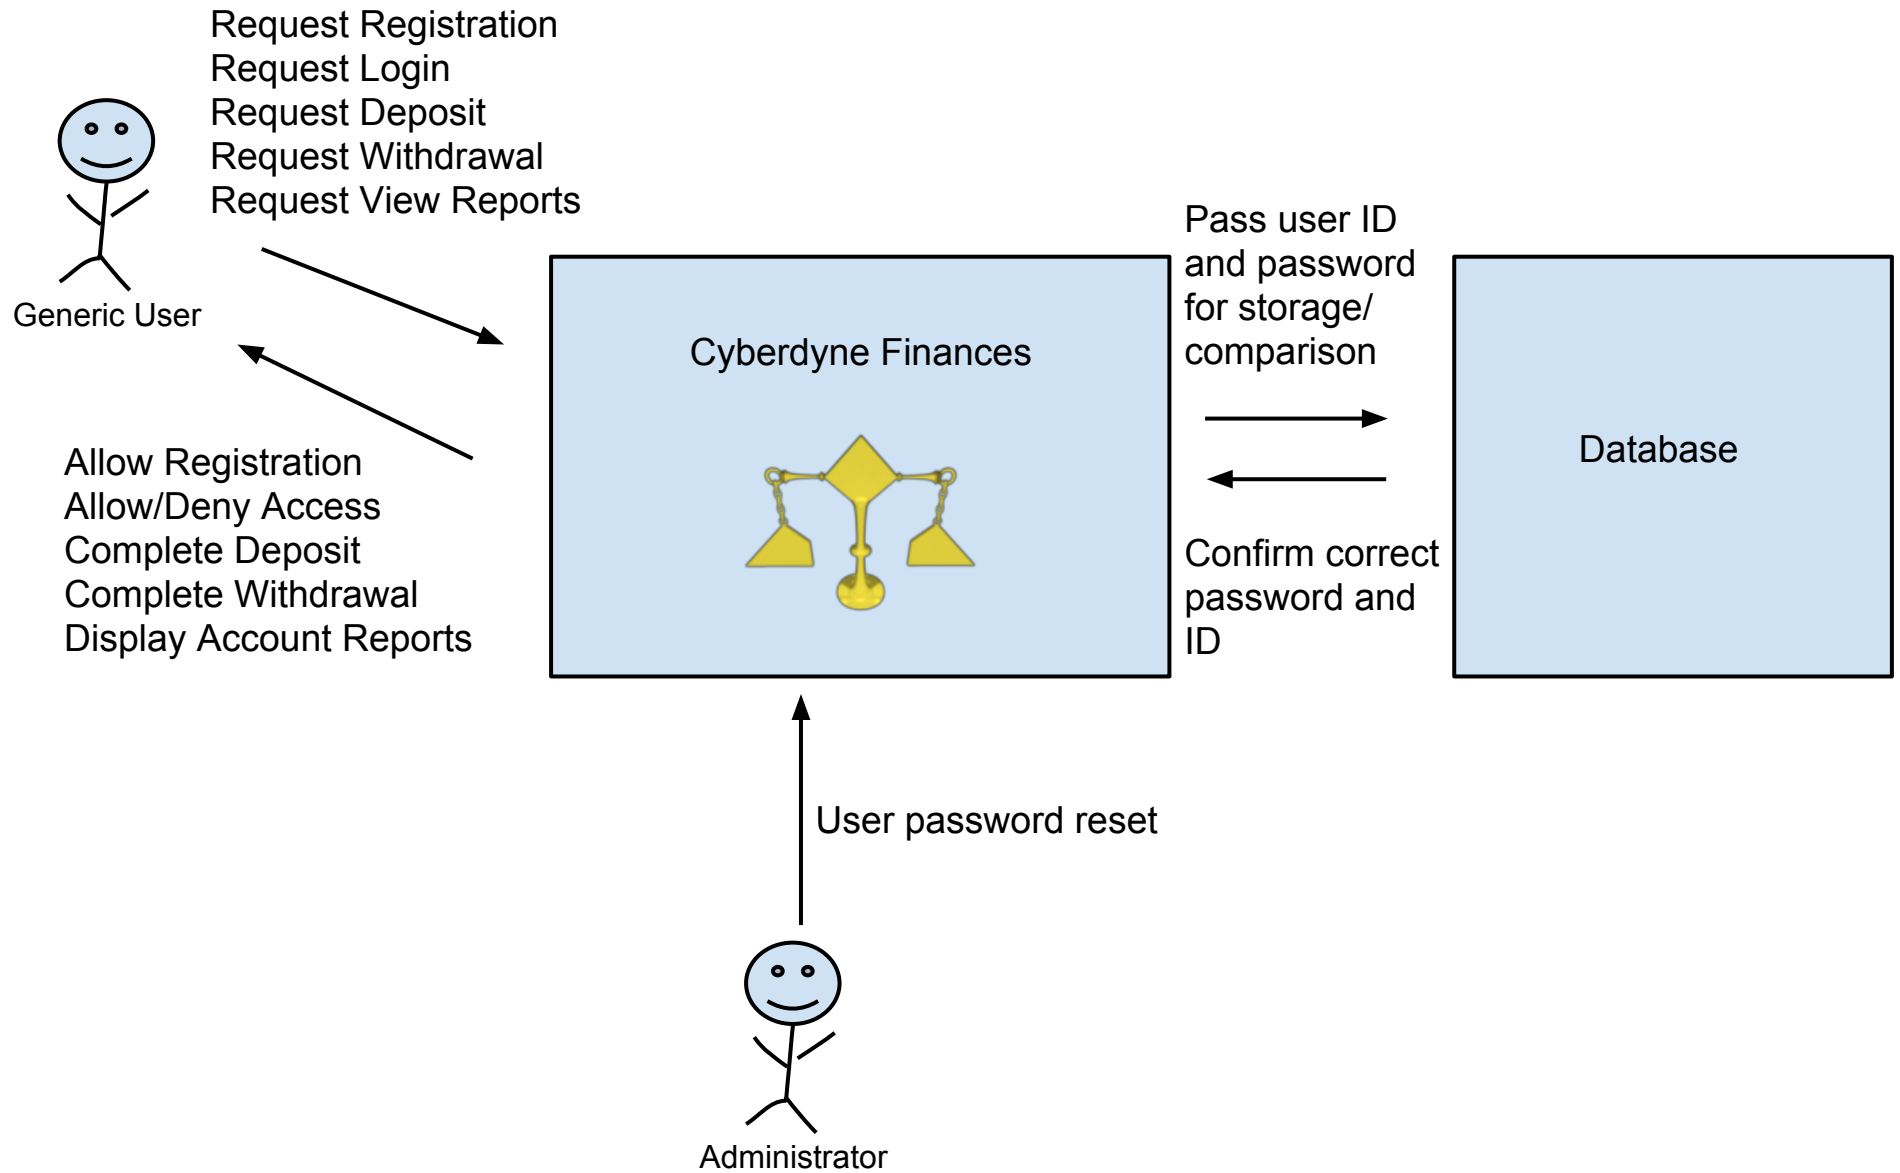 Request Registration
Request Login
Request Deposit
Request Withdrawal
Request View Reports
Generic User
Allow Registration
Allow/Deny Access
Complete Deposit
Complete Withdrawal
Display Account Reports
Cyberdyne Finances
Pass user ID
and password
for storage/
comparison
Confirm correct
password and
ID
Database
User password reset
Administrator